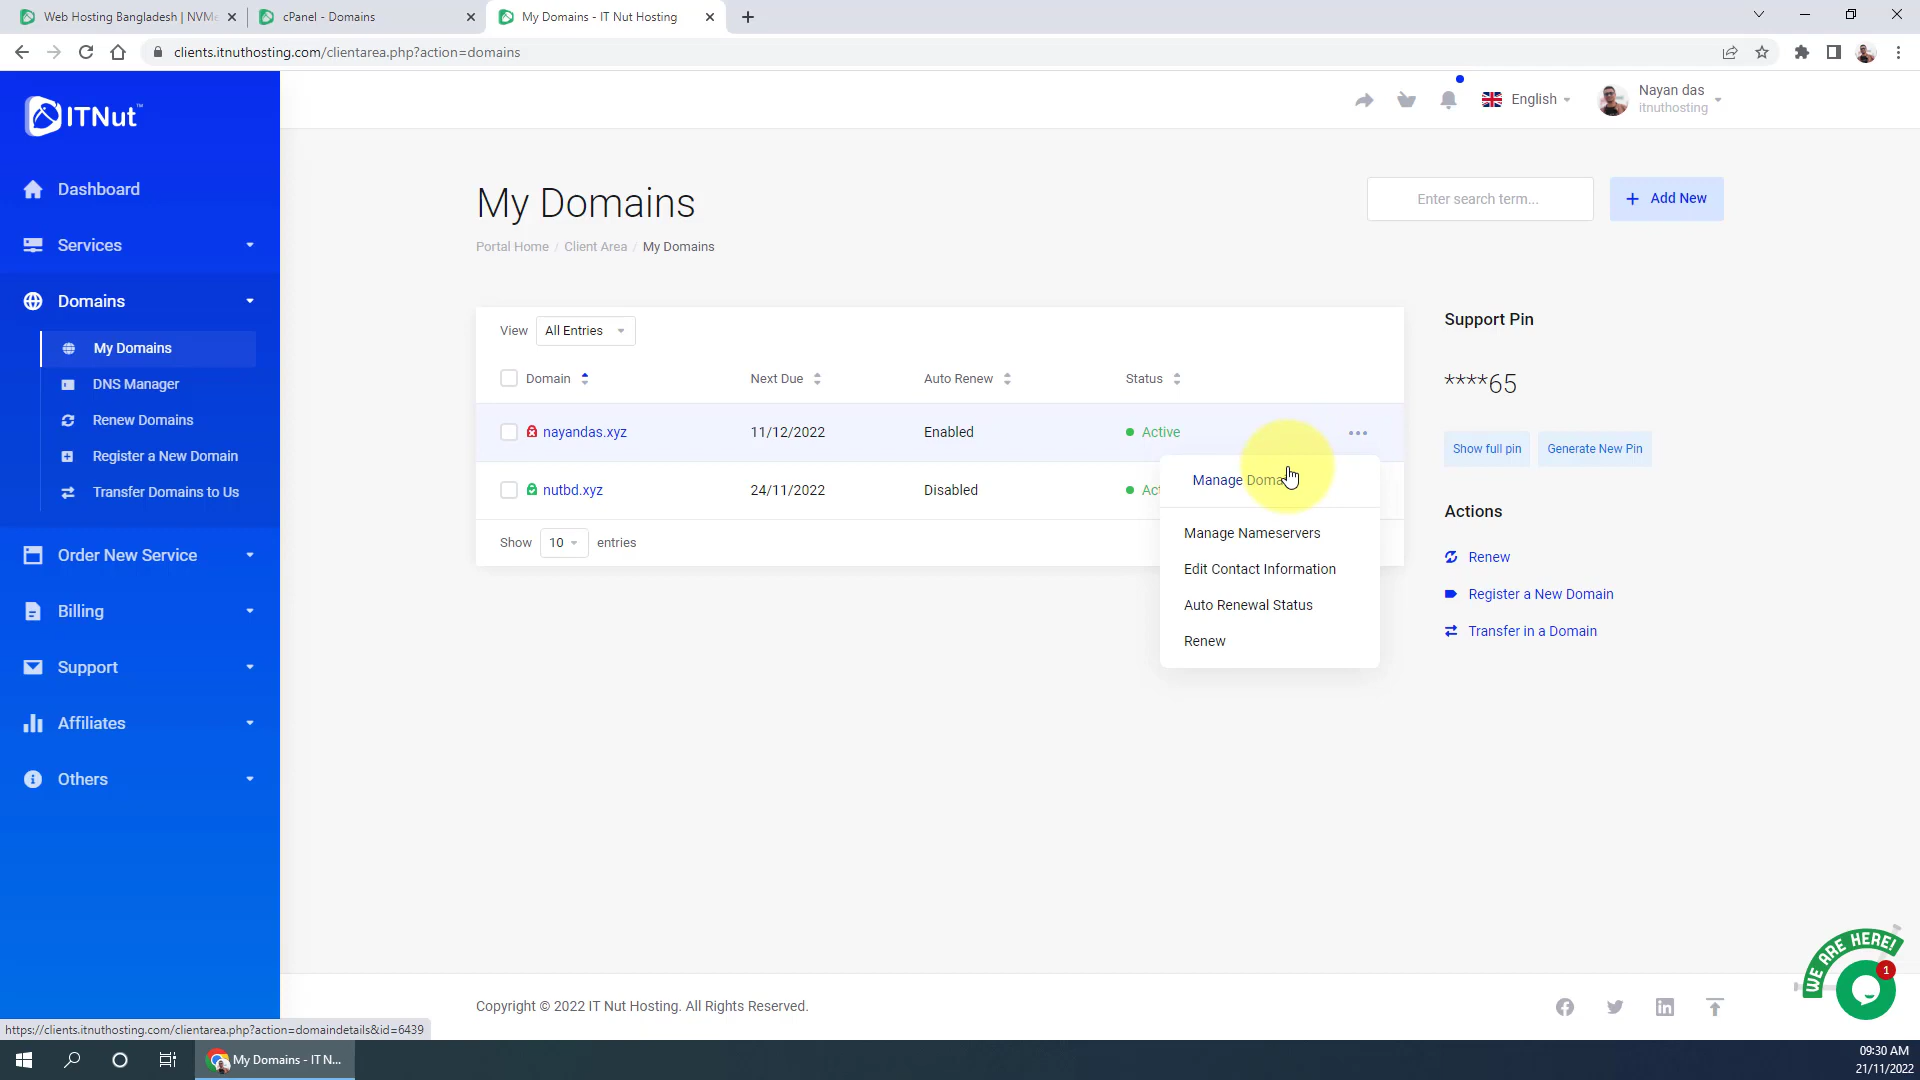 Web Hosting Bangladesh | NVMe
cPanel - Domains
My Domains - IT Nut Hosting
clients.itnuthosting.com/clientarea.php?action=domains
ITNut™
English
Nayan das
itnuthosting
Dashboard
Services
Domains
My Domains
DNS Manager
Renew Domains
Register a New Domain
Transfer Domains to Us
Order New Service
Billing
Support
Affiliates
Others
My Domains
Portal Home / Client Area / My Domains
Enter search term...
Add New
View All Entries
Domain Next Due Auto Renew Status
nayandas.xyz 11/12/2022 Enabled Active
nutbd.xyz 24/11/2022 Disabled
Show 10 entries
Manage Doma
Manage Nameservers
Edit Contact Information
Auto Renewal Status
Renew
Support Pin
****65
Show full pin Generate New Pin
Actions
Renew
Register a New Domain
Transfer in a Domain
WE ARE HERE!
1
Copyright © 2022 IT Nut Hosting. All Rights Reserved.
https://clients.itnuthosting.com/clientarea.php?action=domaindetails&id=6439
My Domains - IT N...
09:30 AM
21/11/2022